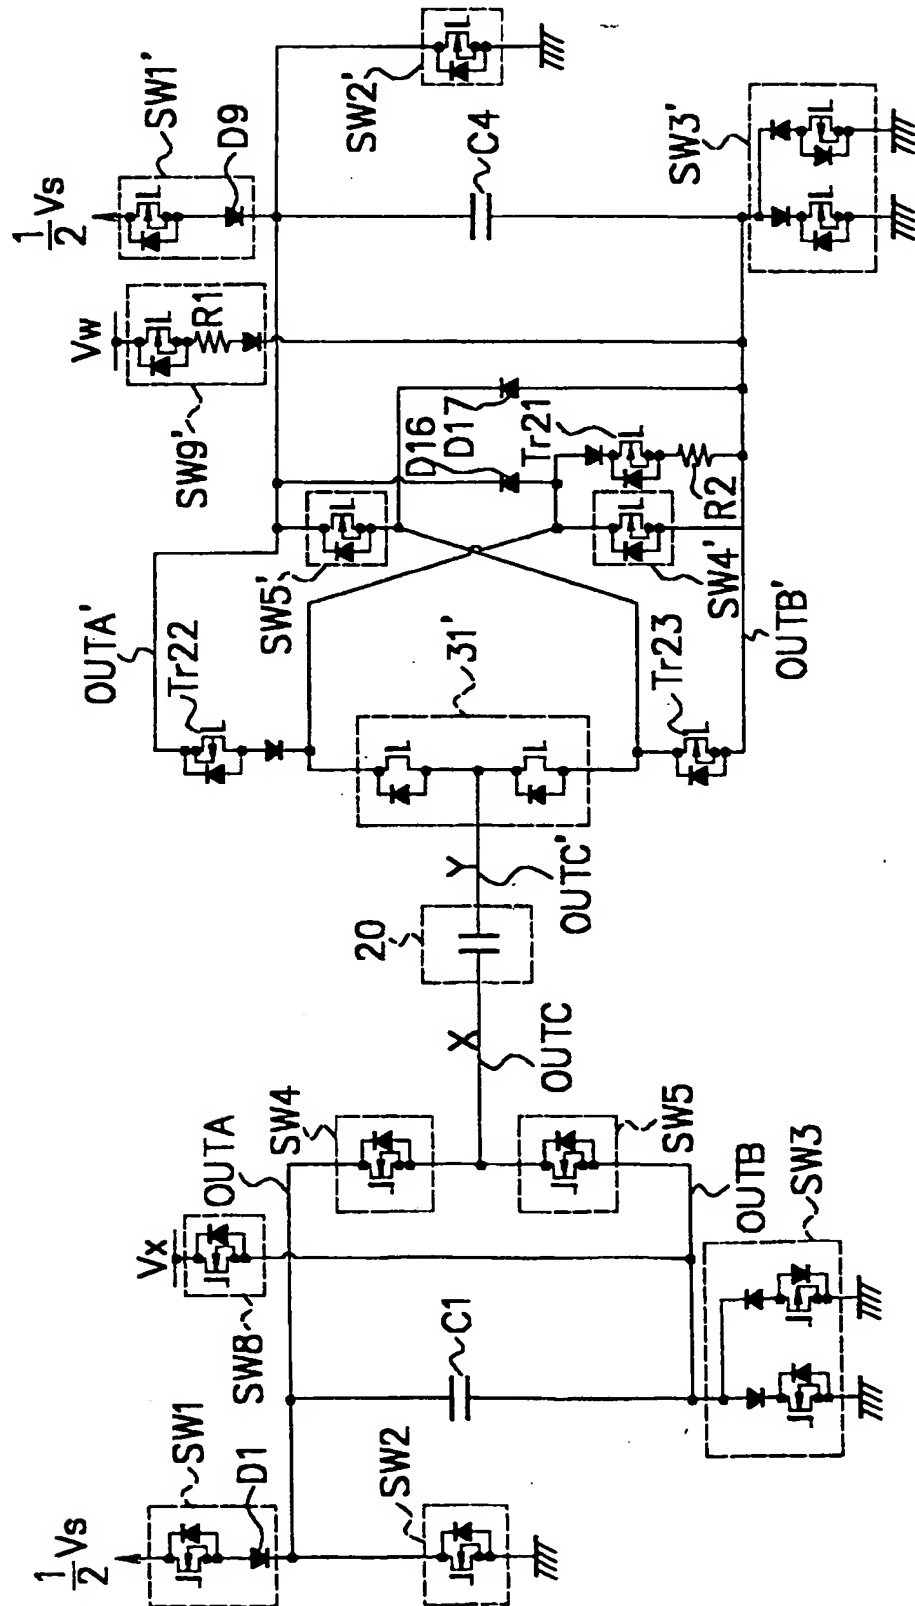 1/2 Vs
SW1
D1
SW2
C1
Vx
SW8
OUTA
SW4
SW5
OUTB
SW3
X
OUTC
20
Y
OUTC'
31'
OUTA'
Tr22
Tr23
SW5'
SW4'
OUTB'
D16
D17
Tr21
R2
Vw
SW9'
R1
1/2 Vs
SW1'
D9
C4
SW2'
SW3'